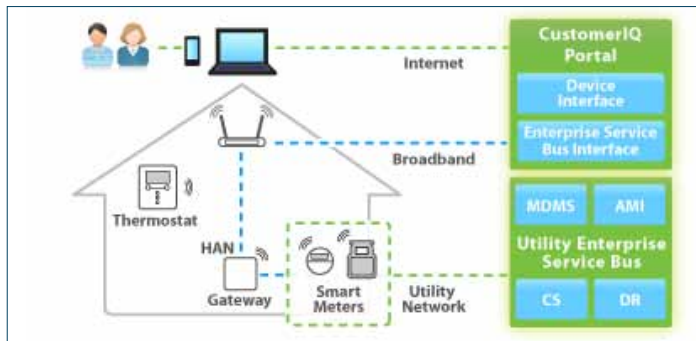 CustomerIQ
Portal
Internet
Device
Interface
Enterprise Service
Bus Interface
Broadband
Thermostat
MDMS
AMI
HAN
Utility Enterprise
Service Bus
Gateway
Smart
Meters
Utility
Network
CS
DR